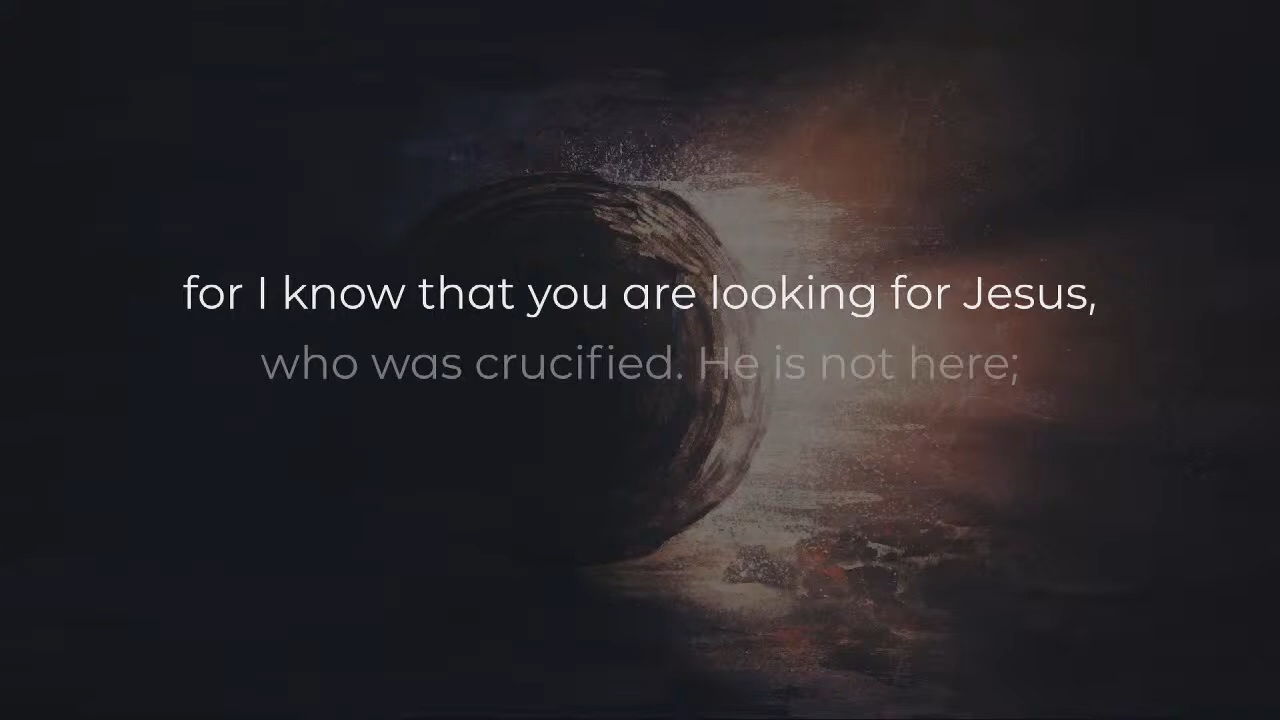 for I know that you are looking for Jesus,
who was crucified. He is not here;